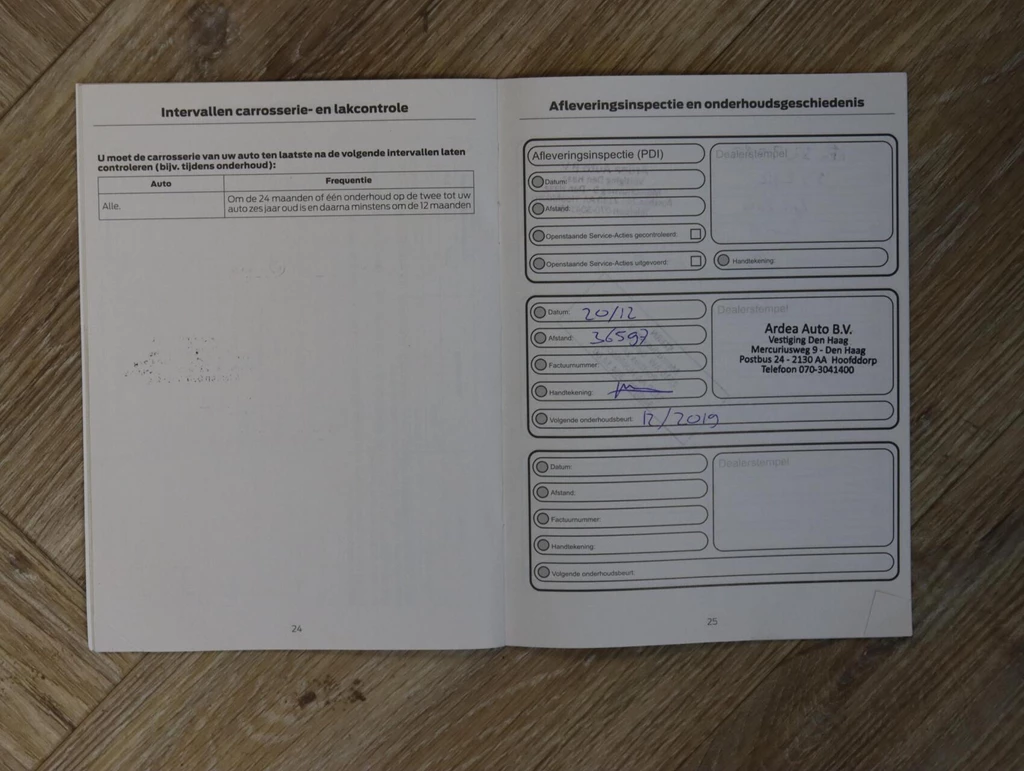 Intervallen carrosserie- en lakcontrole
U moet de carrosserie van uw auto ten laatste na de volgende intervallen laten
controleren (bijv. tijdens onderhoud):
Auto Frequentie
Alle. Om de 24 maanden of één onderhoud op de twee tot uw
auto zes jaar oud is en daarna minstens om de 12 maanden
24
Afleveringsinspectie en onderhoudsgeschiedenis
Afleveringsinspectie (PDI)
Datum:
Afstand:
Openstaande Service-Acties gecontroleerd:
Openstaande Service-Acties uitgevoerd:
Dealerstempel
Handtekening:
Datum: 20/12
Afstand: 36597
Factuurnummer:
Handtekening:
Volgende onderhoudsbeurt: 12/2019
Dealerstempel
Ardea Auto B.V.
Vestiging Den Haag
Mercuriusweg 9 - Den Haag
Postbus 24 - 2130 AA Hoofddorp
Telefoon 070-3041400
Datum:
Afstand:
Factuurnummer:
Handtekening:
Volgende onderhoudsbeurt:
Dealerstempel
25